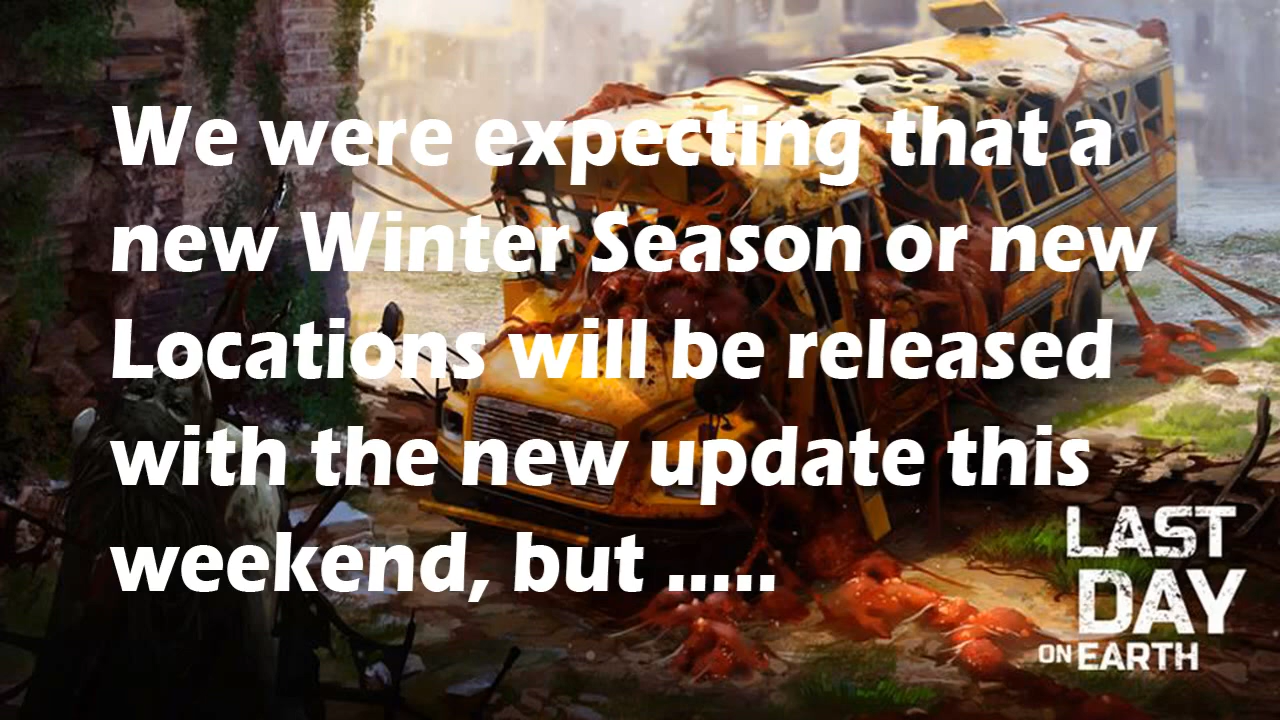 We were expecting that a
new Winter Season or new
Locations will be released
with the new update this
weekend, but .....
LAST
DAY
ON EARTH